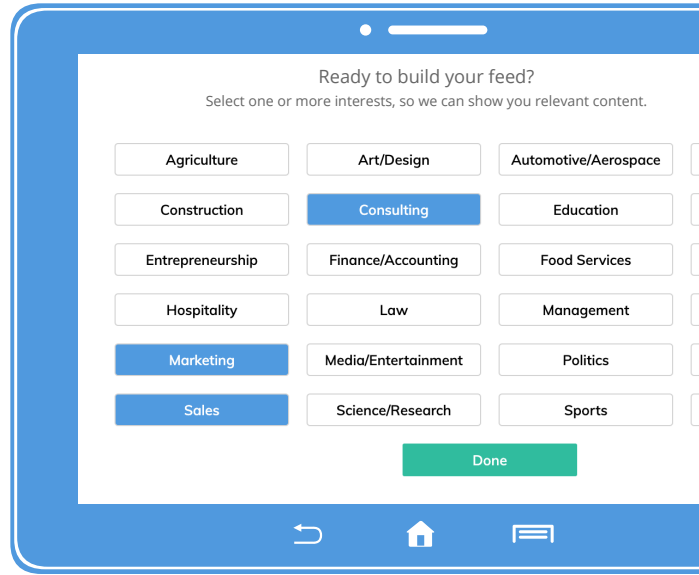 Ready to build your feed?
Select one or more interests, so we can show you relevant content.
Agriculture Art/Design Automotive/Aerospace
Construction Consulting Education
Entrepreneurship Finance/Accounting Food Services
Hospitality Law Management
Marketing Media/Entertainment Politics
Sales Science/Research Sports
Done